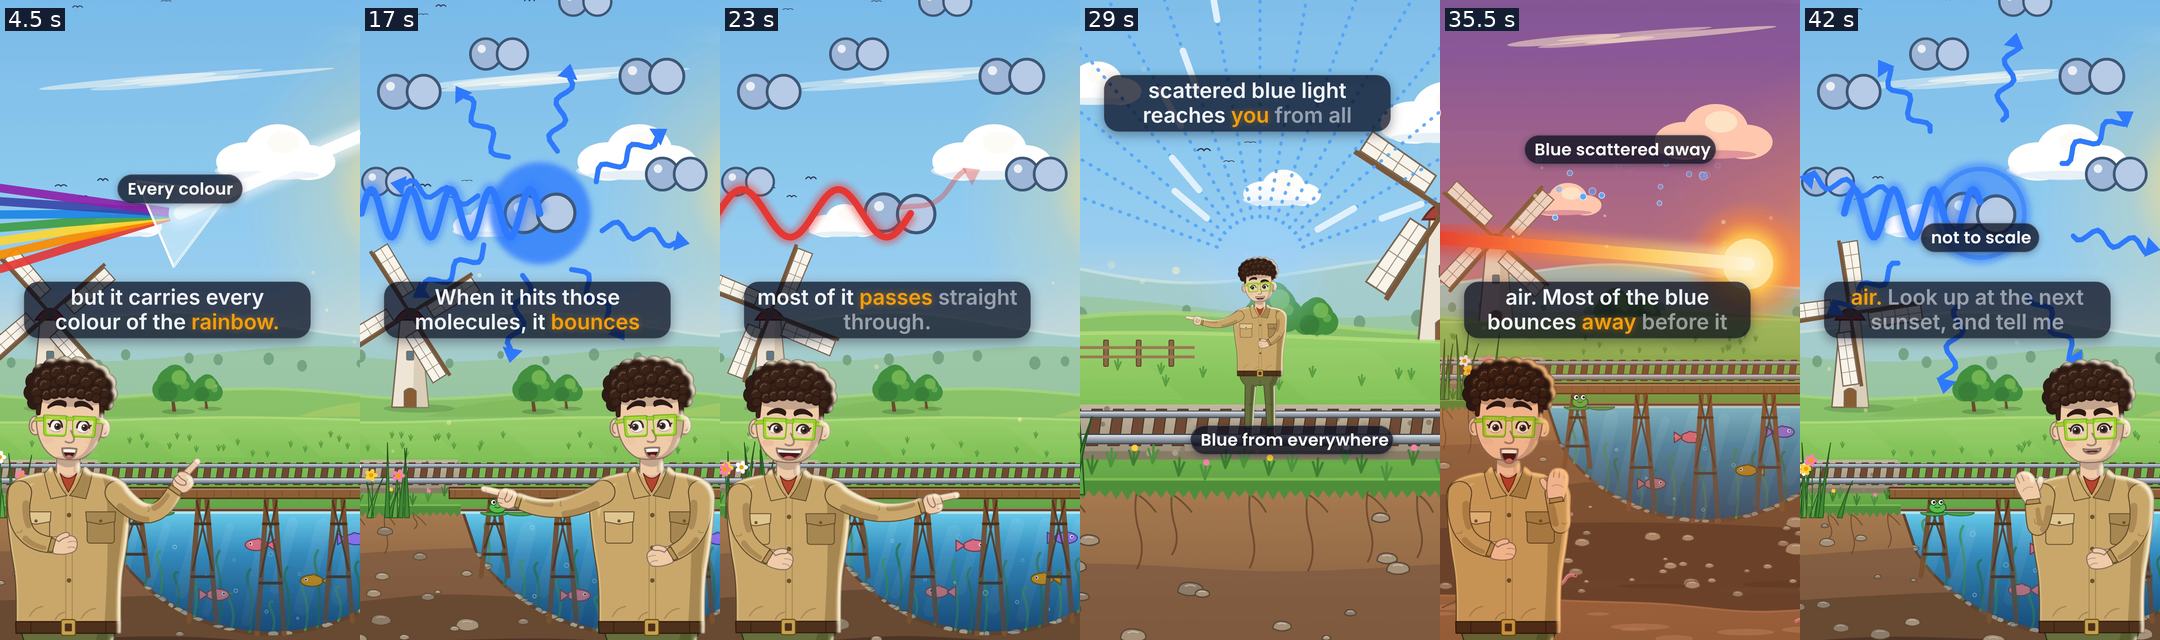 4.5 s
Every colour
but it carries every
colour of the rainbow.
17 s
When it hits those
molecules, it bounces
23 s
most of it passes straight
through.
29 s
scattered blue light
reaches you from all
Blue from everywhere
35.5 s
Blue scattered away
air. Most of the blue
bounces away before it
42 s
not to scale
air. Look up at the next
sunset, and tell me